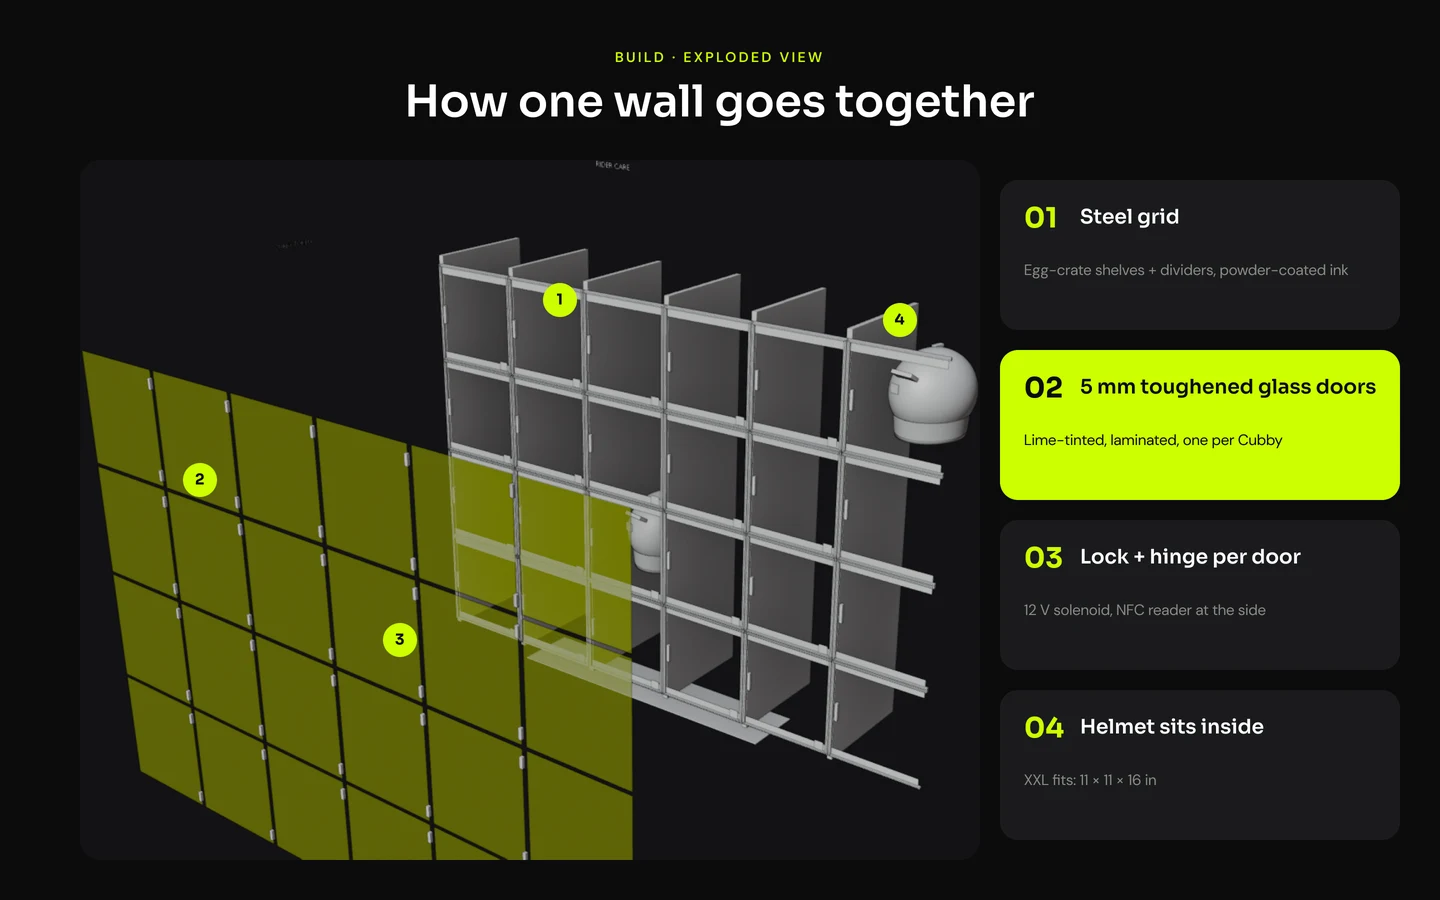 BUILD · EXPLODED VIEW
How one wall goes together
RIDER CARE
1
4
2
3
01 Steel grid
Egg-crate shelves + dividers, powder-coated ink
02 5 mm toughened glass doors
Lime-tinted, laminated, one per Cubby
03 Lock + hinge per door
12 V solenoid, NFC reader at the side
04 Helmet sits inside
XXL fits: 11 × 11 × 16 in